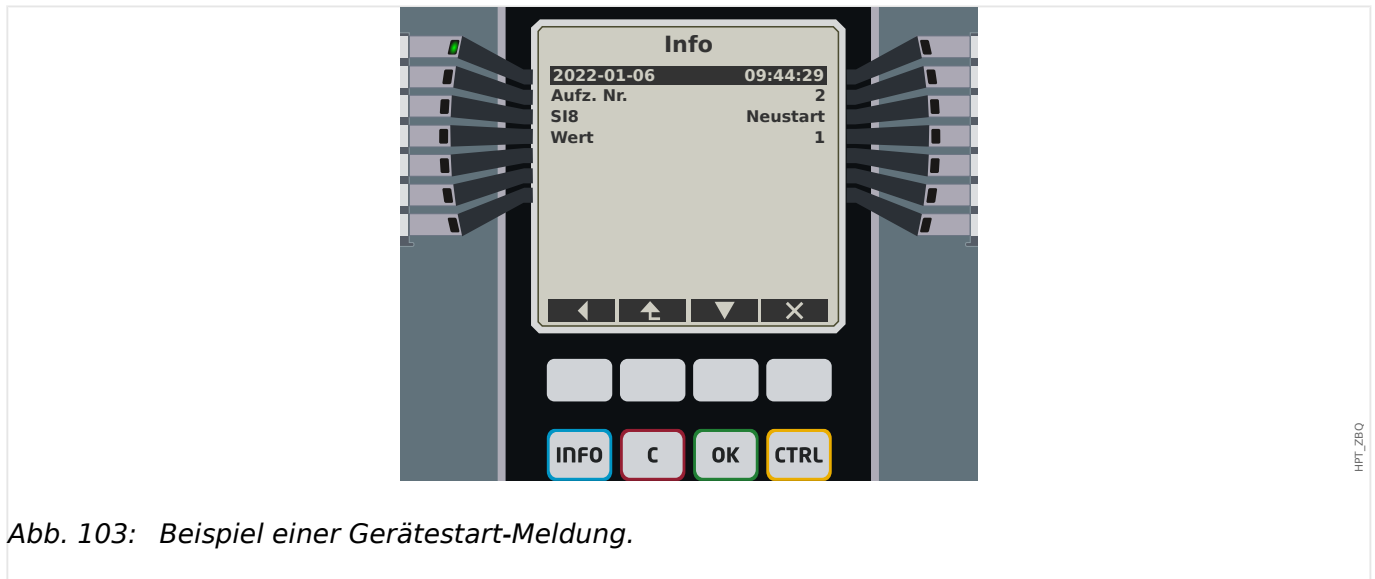 Info
2022-01-06 09:44:29
Aufz. Nr. 2
SI8 Neustart
Wert 1
INFO C OK CTRL
HPT_ZBQ
Abb. 103: Beispiel einer Gerätestart-Meldung.